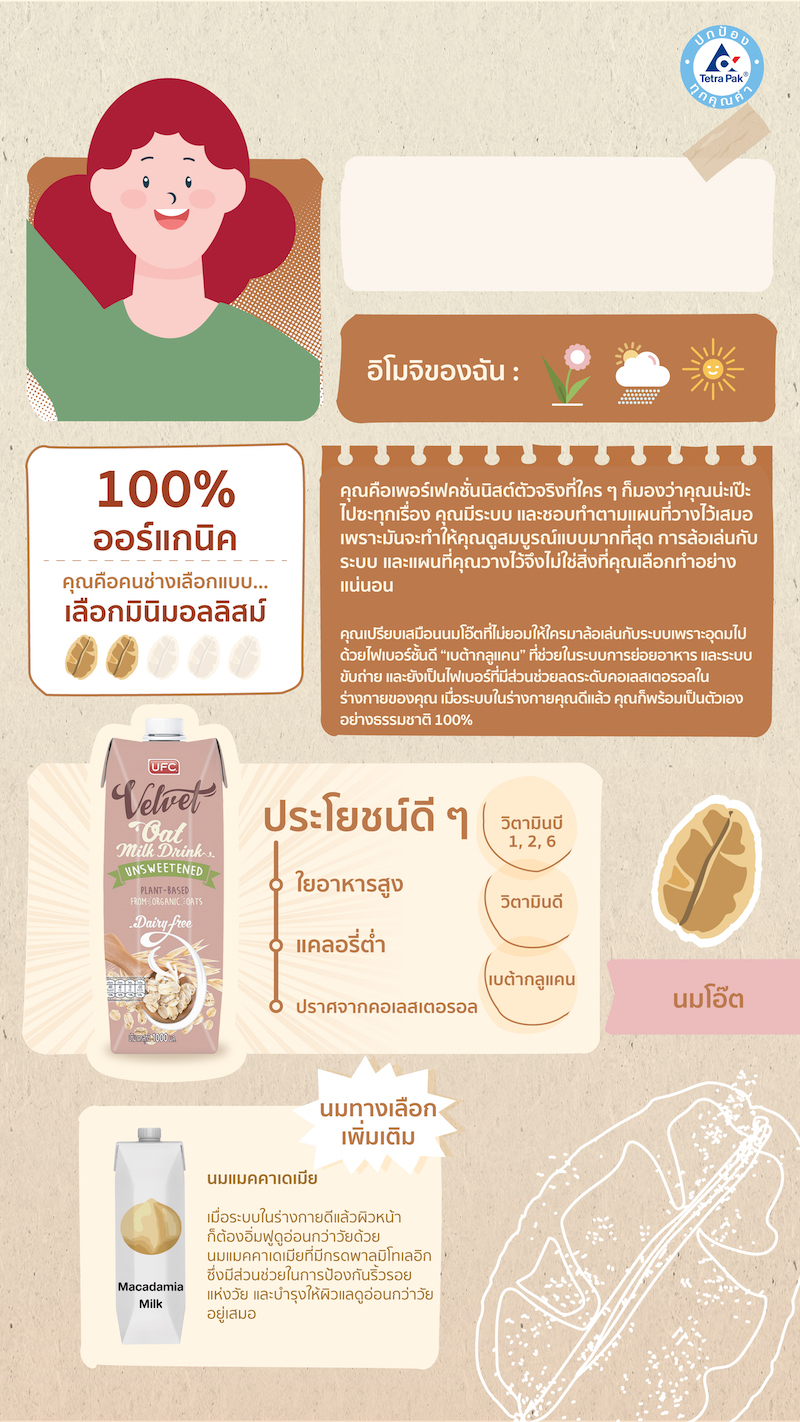 ปกป้อง
Tetra Pak®
ทุกคุณค่า
อิโมจิของฉัน :
100%
ออร์แกนิค
คุณคือคนช่างเลือกแบบ...
เลือกมินิมอลลิสม์
คุณคือเพอร์เฟคชั่นนิสต์ตัวจริงที่ใคร ๆ ก็มองว่าคุณน่ะเป๊ะ
ไปซะทุกเรื่อง คุณมีระบบ และชอบทำตามแผนที่วางไว้เสมอ
เพราะมันจะทำให้คุณดูสมบูรณ์แบบมากที่สุด การล้อเล่นกับ
ระบบ และแผนที่คุณวางไว้จึงไม่ใช่สิ่งที่คุณเลือกทำอย่าง
แน่นอน
คุณเปรียบเสมือนนมโอ๊ตที่ไม่ยอมให้ใครมาล้อเล่นกับระบบเพราะอุดมไป
ด้วยไฟเบอร์ชั้นดี “เบต้ากลูแคน” ที่ช่วยในระบบการย่อยอาหาร และระบบ
ขับถ่าย และยังเป็นไฟเบอร์ที่มีส่วนช่วยลดระดับคอเลสเตอรอลใน
ร่างกายของคุณ เมื่อระบบในร่างกายคุณดีแล้ว คุณก็พร้อมเป็นตัวเอง
อย่างธรรมชาติ 100%
UFC
Velvet
Oat
Milk Drink
UNSWEETENED
PLANT-BASED
FROM ORGANIC OATS
Dairy free
1000
ประโยชน์ดี ๆ
ใยอาหารสูง
แคลอรี่ต่ำ
ปราศจากคอเลสเตอรอล
วิตามินบี
1, 2, 6
วิตามินดี
เบต้ากลูแคน
นมโอ๊ต
นมทางเลือก
เพิ่มเติม
Macadamia
Milk
นมแมคคาเดเมีย
เมื่อระบบในร่างกายดีแล้วผิวหน้า
ก็ต้องอิ่มฟูดูอ่อนกว่าวัยด้วย
นมแมคคาเดเมียที่มีกรดพาลมิโทเลอิก
ซึ่งมีส่วนช่วยในการป้องกันริ้วรอย
แห่งวัย และบำรุงให้ผิวแลดูอ่อนกว่าวัย
อยู่เสมอ